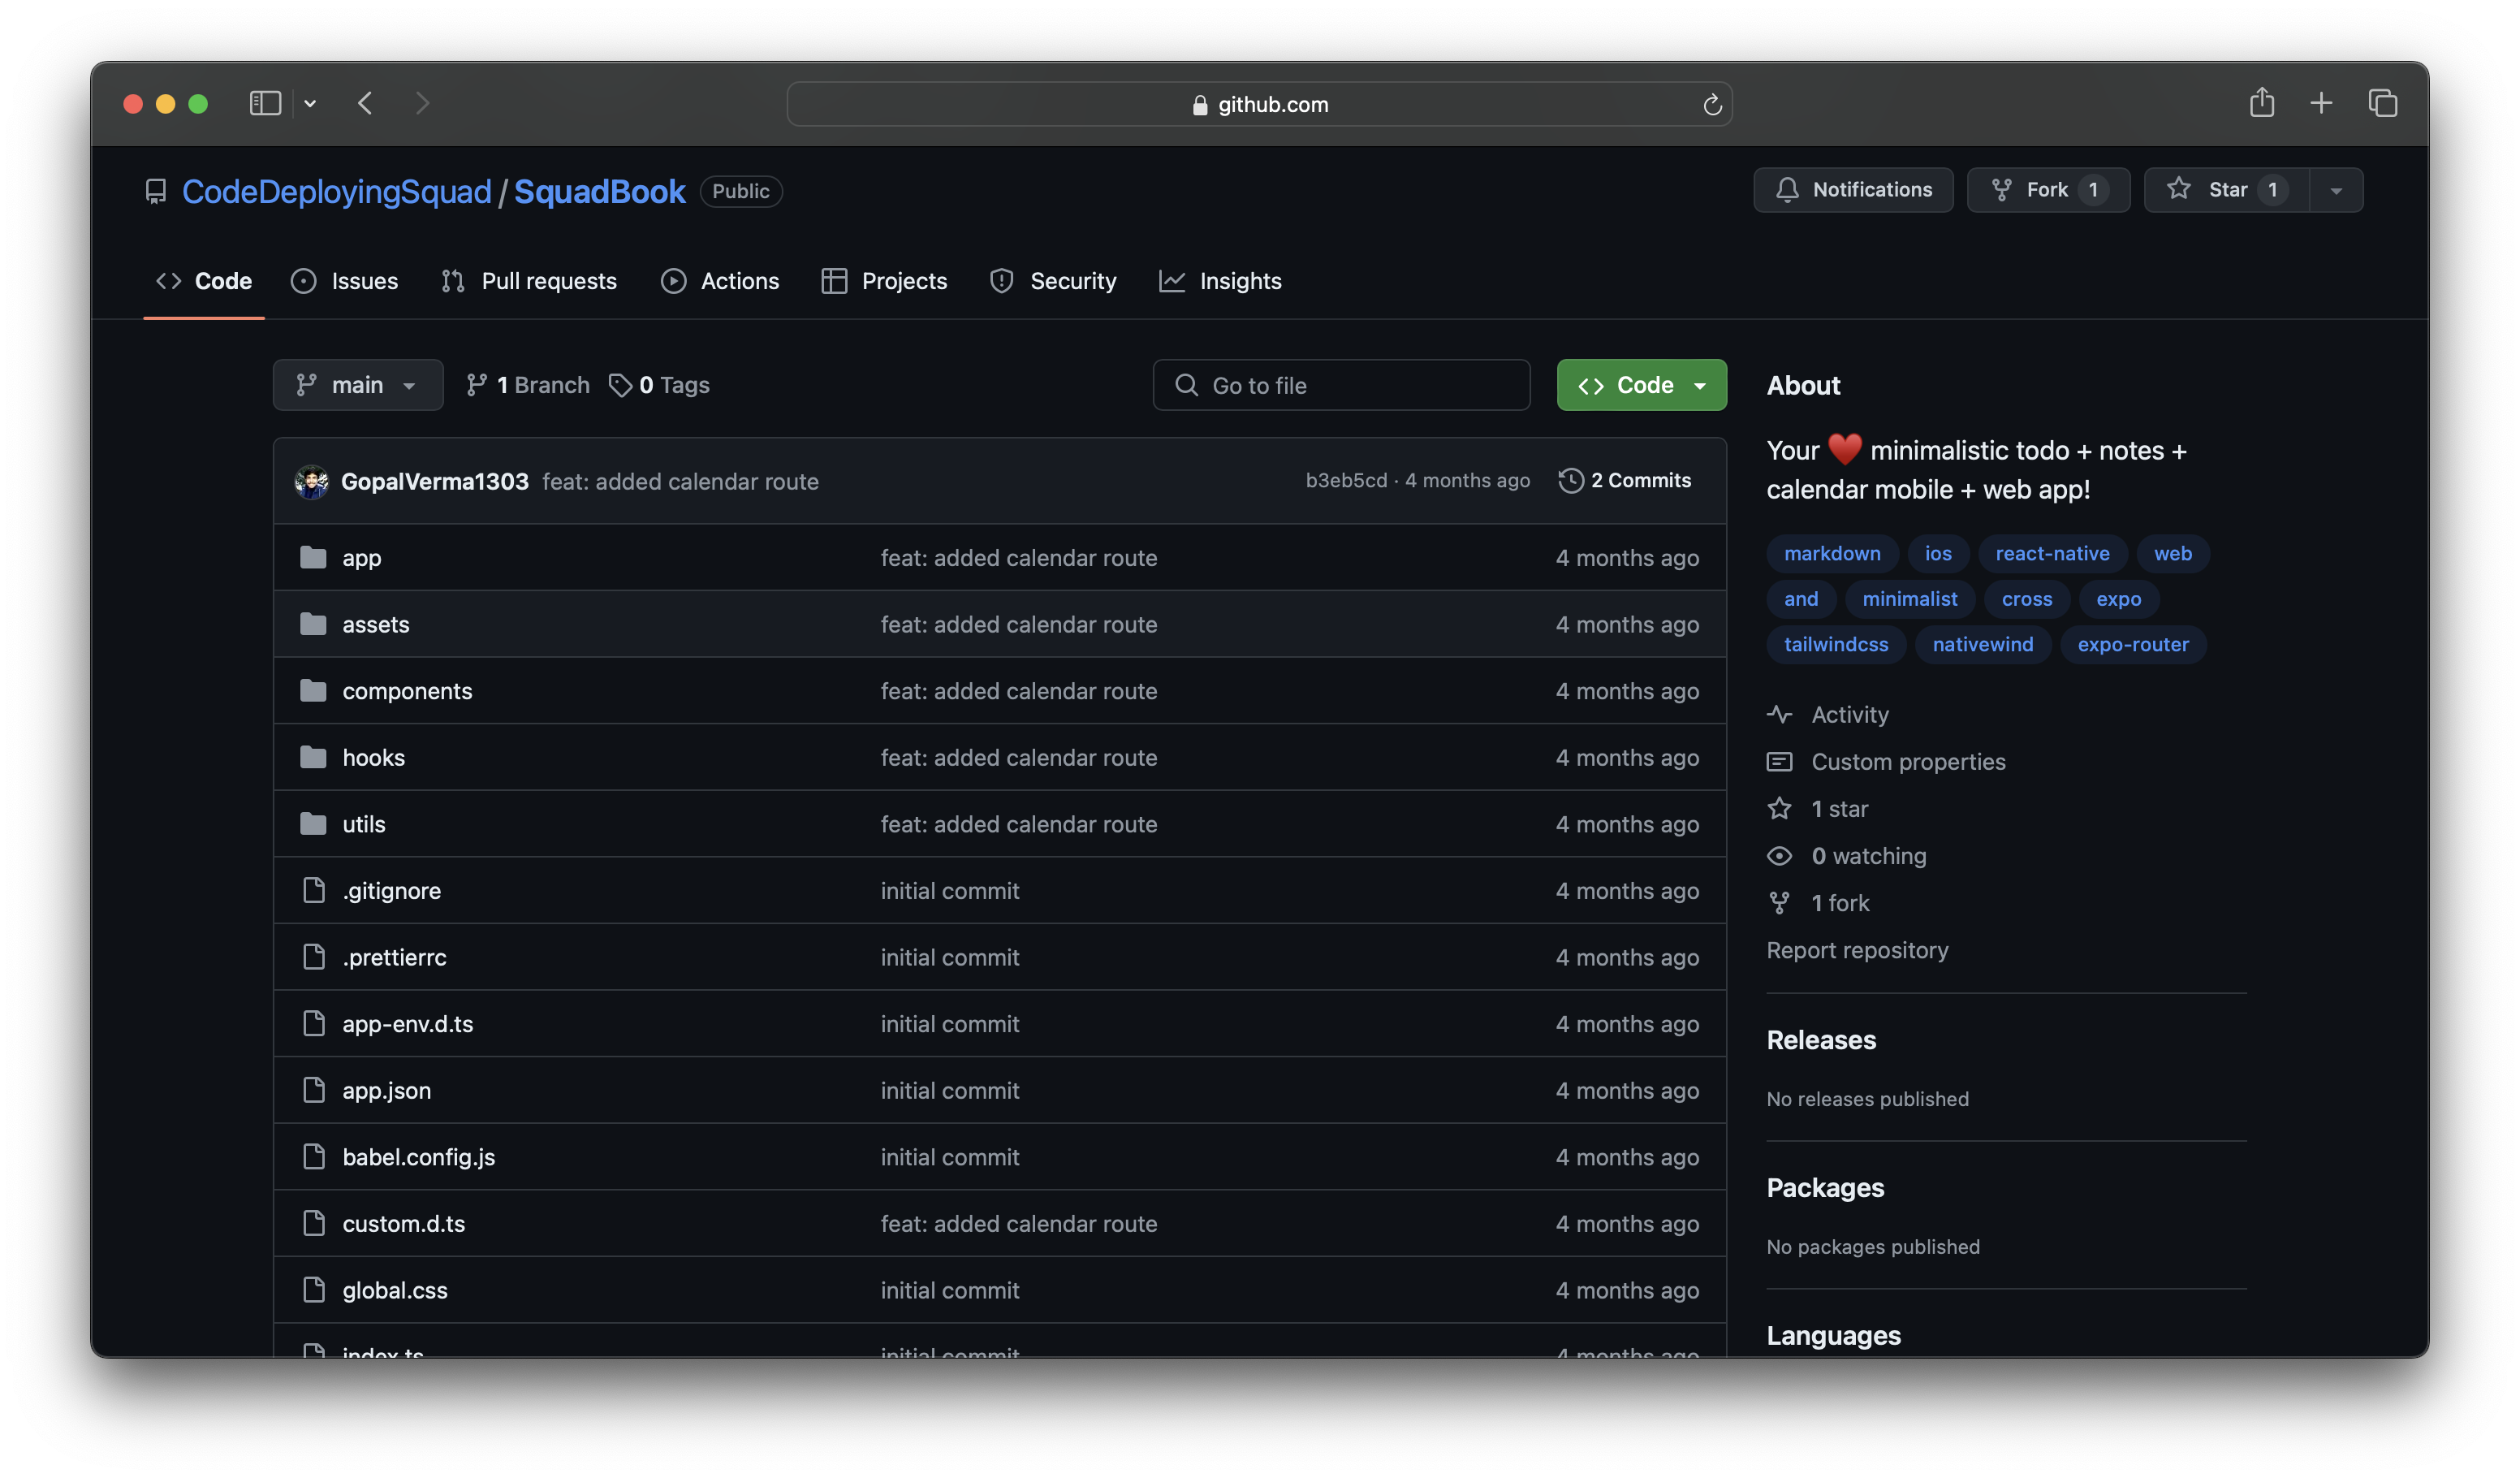 github.com
CodeDeployingSquad / SquadBook Public
Notifications Fork 1 Star 1
Code Issues Pull requests Actions Projects Security Insights
main 1 Branch 0 Tags Go to file Code
GopalVerma1303 feat: added calendar route b3eb5cd · 4 months ago 2 Commits
app feat: added calendar route 4 months ago
assets feat: added calendar route 4 months ago
components feat: added calendar route 4 months ago
hooks feat: added calendar route 4 months ago
utils feat: added calendar route 4 months ago
.gitignore initial commit 4 months ago
.prettierrc initial commit 4 months ago
app-env.d.ts initial commit 4 months ago
app.json initial commit 4 months ago
babel.config.js initial commit 4 months ago
custom.d.ts feat: added calendar route 4 months ago
global.css initial commit 4 months ago
index.ts initial commit 4 months ago
About
Your ❤️ minimalistic todo + notes +
calendar mobile + web app!
markdown ios react-native web
and minimalist cross expo
tailwindcss nativewind expo-router
Activity
Custom properties
1 star
0 watching
1 fork
Report repository
Releases
No releases published
Packages
No packages published
Languages